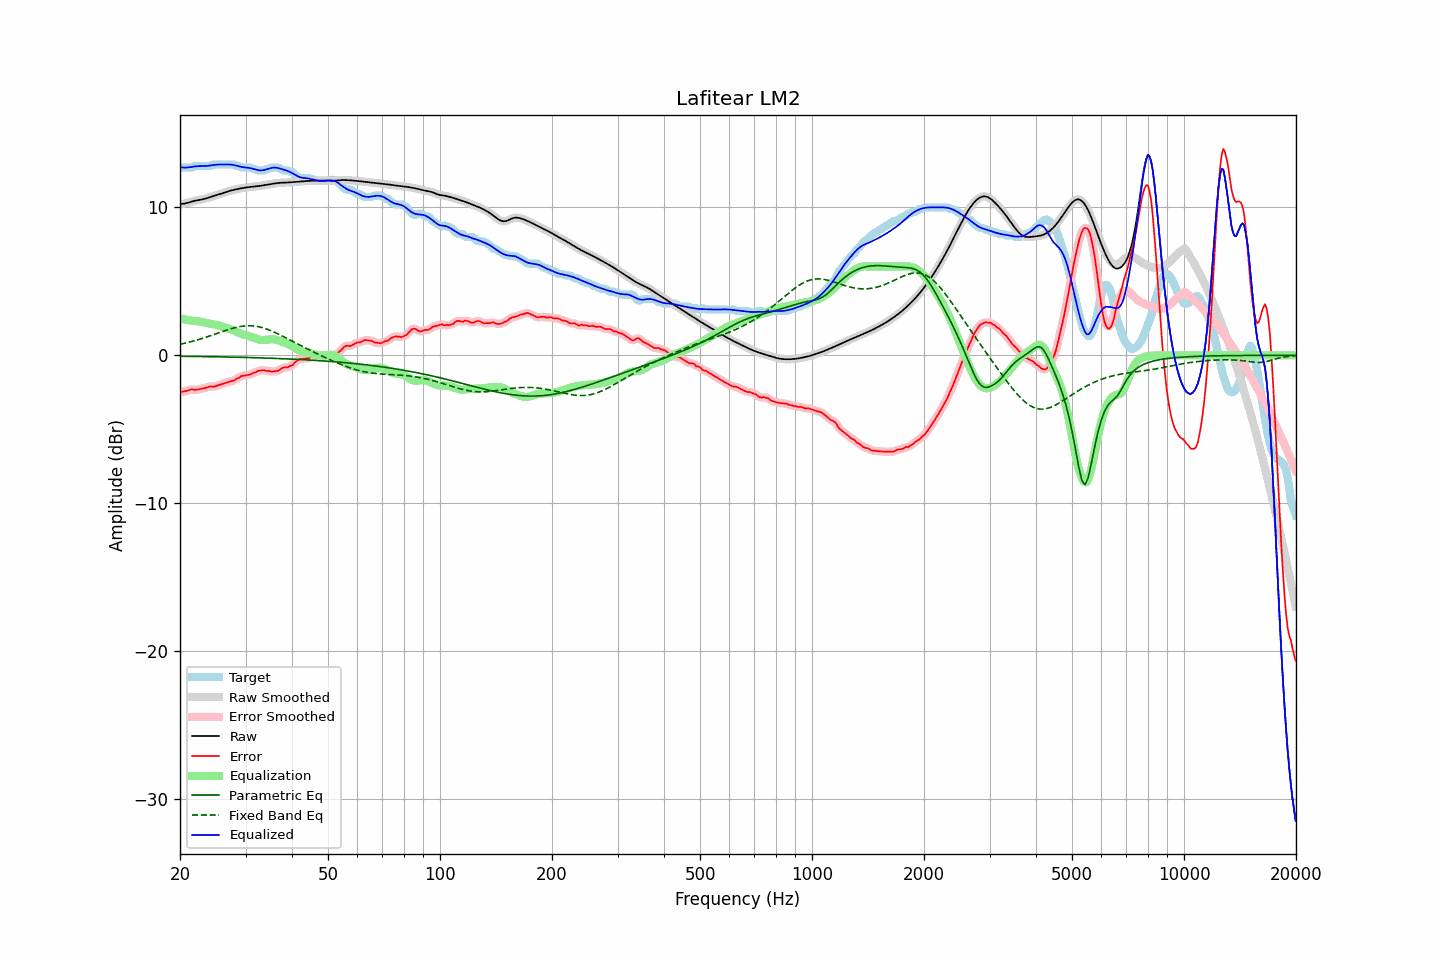 Lafitear LM2
10
0
−10
−20
−30
Amplitude (dBr)
Target
Raw Smoothed
Error Smoothed
Raw
Error
Equalization
Parametric Eq
Fixed Band Eq
Equalized
20 50 100 200 500 1000 2000 5000 10000 20000
Frequency (Hz)